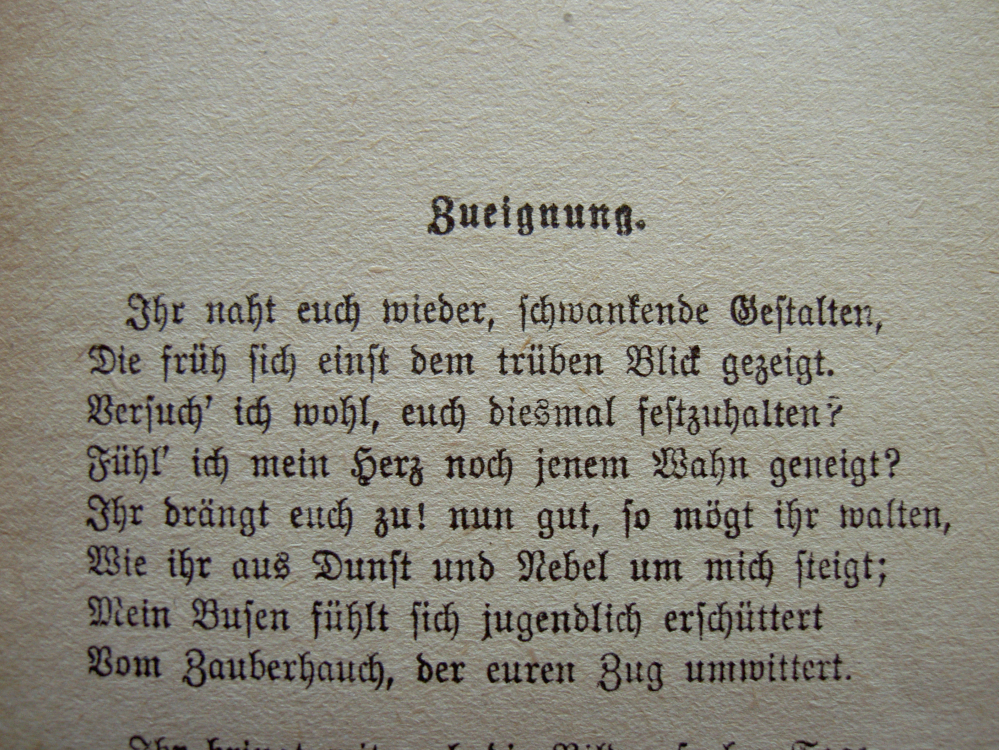 Zueignung.
Ihr naht euch wieder, schwankende Gestalten,
Die früh sich einst dem trüben Blick gezeigt.
Versuch' ich wohl, euch diesmal festzuhalten?
Fühl' ich mein Herz noch jenem Wahn geneigt?
Ihr drängt euch zu! nun gut, so mögt ihr walten,
Wie ihr aus Dunst und Nebel um mich steigt;
Mein Busen fühlt sich jugendlich erschüttert
Vom Zauberhauch, der euren Zug umwittert.